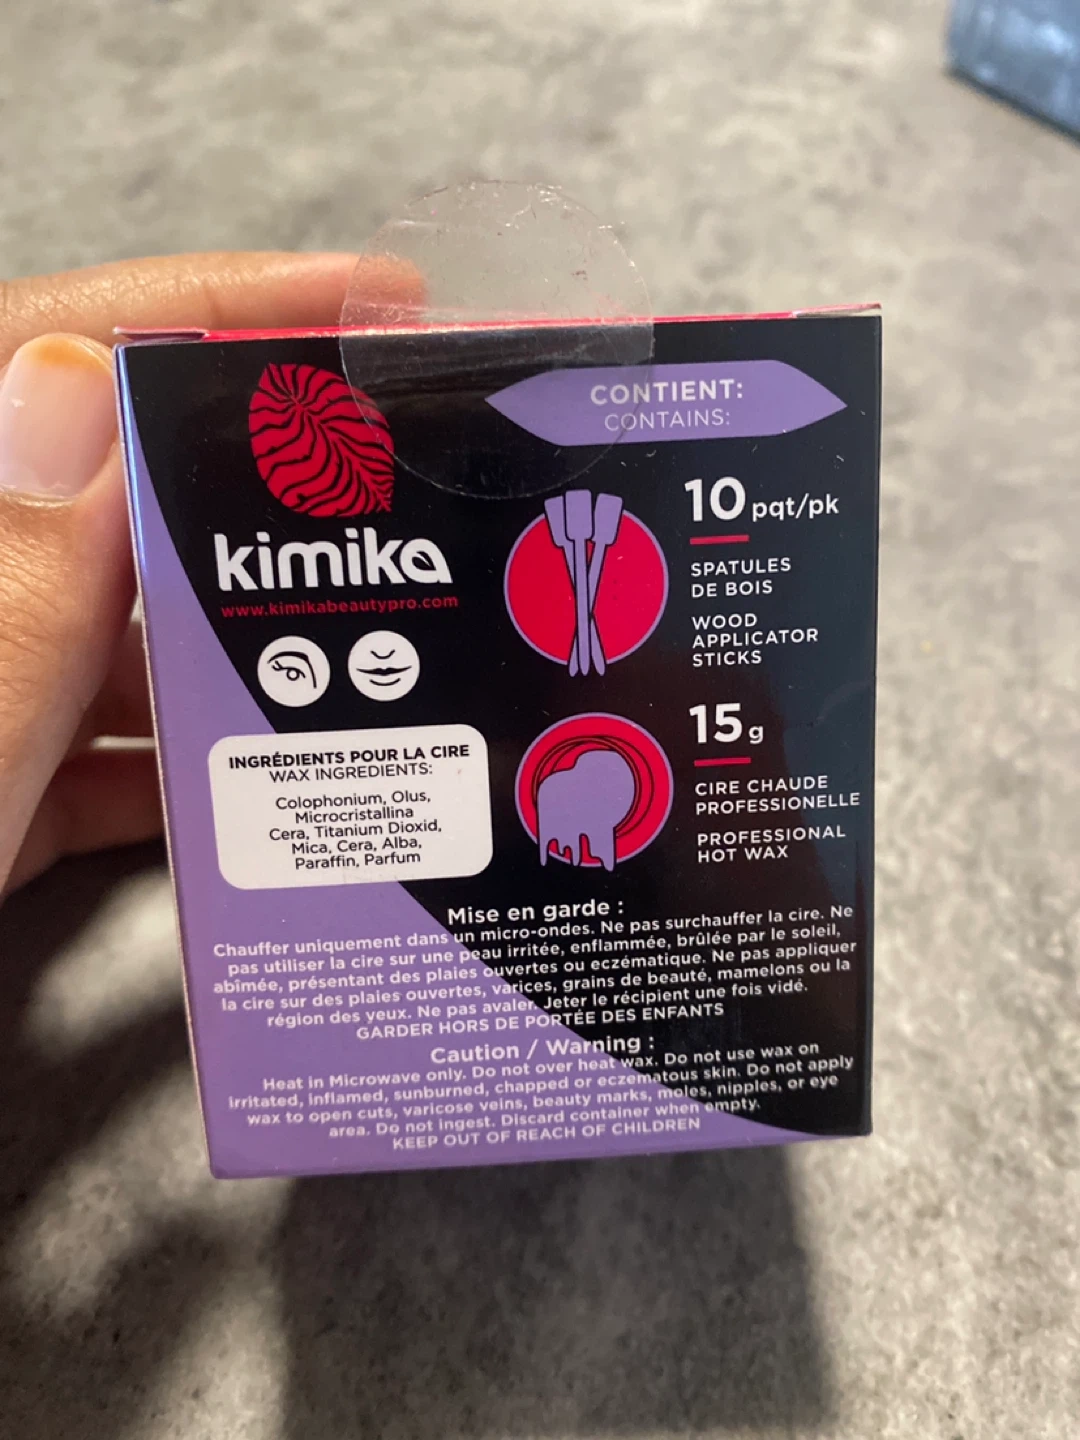 CONTIENT:
CONTAINS:
kimika
www.kimikabeautypro.com
10 pqt/pk
SPATULES
DE BOIS
WOOD
APPLICATOR
STICKS
15 g
CIRE CHAUDE
PROFESSIONELLE
PROFESSIONAL
HOT WAX
INGRÉDIENTS POUR LA CIRE
WAX INGREDIENTS:
Colophonium, Olus,
Microcristallina
Cera, Titanium Dioxid,
Mica, Cera, Alba,
Paraffin, Parfum
Mise en garde :
Chauffer uniquement dans un micro-ondes. Ne pas surchauffer la cire. Ne
pas utiliser la cire sur une peau irritée, enflammée, brûlée par le soleil,
abîmée, présentant des plaies ouvertes ou eczématique. Ne pas appliquer
la cire sur des plaies ouvertes, varices, grains de beauté, mamelons ou la
région des yeux. Ne pas avaler. Jeter le récipient une fois vidé.
GARDER HORS DE PORTÉE DES ENFANTS
Caution / Warning :
Heat in Microwave only. Do not over heat wax. Do not use wax on
irritated, inflamed, sunburned, chapped or eczematous skin. Do not apply
wax to open cuts, varicose veins, beauty marks, moles, nipples, or eye
area. Do not ingest. Discard container when empty.
KEEP OUT OF REACH OF CHILDREN